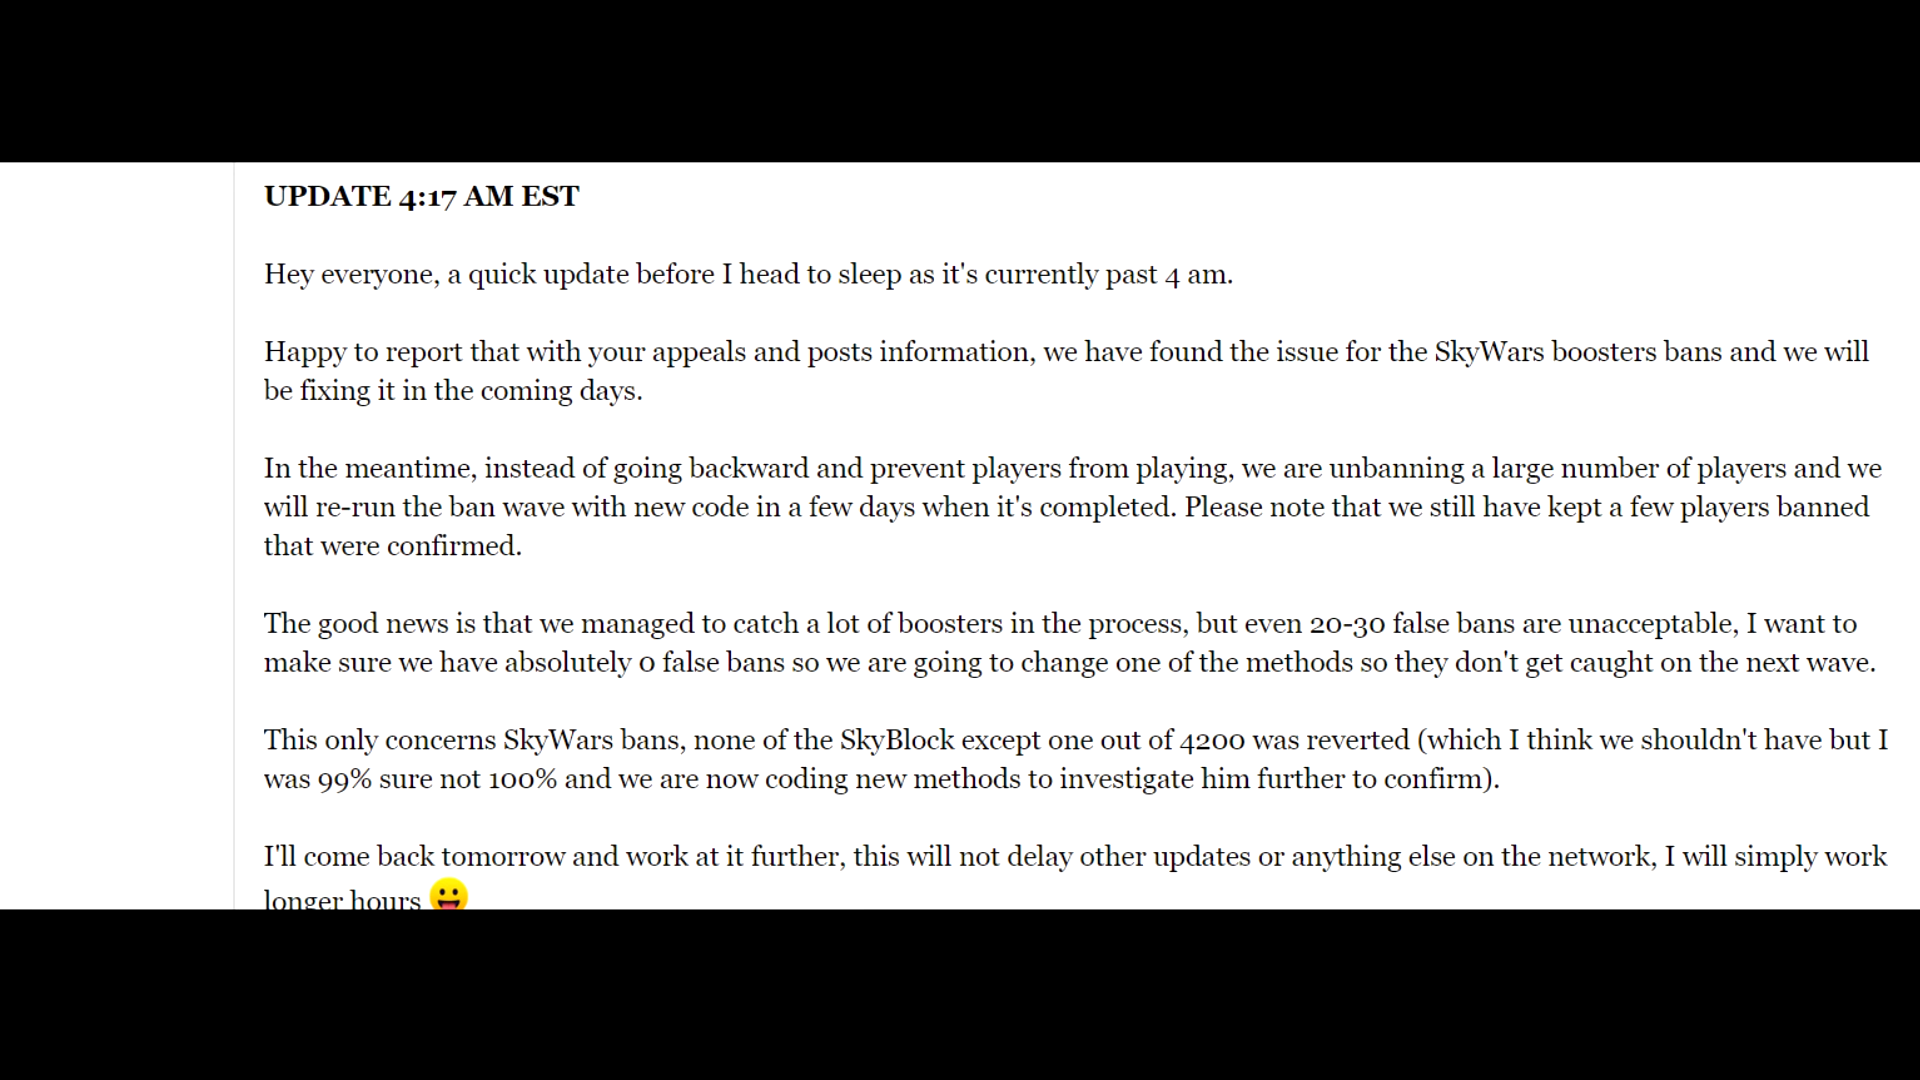 UPDATE 4:17 AM EST
Hey everyone, a quick update before I head to sleep as it's currently past 4 am.
Happy to report that with your appeals and posts information, we have found the issue for the SkyWars boosters bans and we will
be fixing it in the coming days.
In the meantime, instead of going backward and prevent players from playing, we are unbanning a large number of players and we
will re-run the ban wave with new code in a few days when it's completed. Please note that we still have kept a few players banned
that were confirmed.
The good news is that we managed to catch a lot of boosters in the process, but even 20-30 false bans are unacceptable, I want to
make sure we have absolutely 0 false bans so we are going to change one of the methods so they don't get caught on the next wave.
This only concerns SkyWars bans, none of the SkyBlock except one out of 4200 was reverted (which I think we shouldn't have but I
was 99% sure not 100% and we are now coding new methods to investigate him further to confirm).
I'll come back tomorrow and work at it further, this will not delay other updates or anything else on the network, I will simply work
longer hours 😛